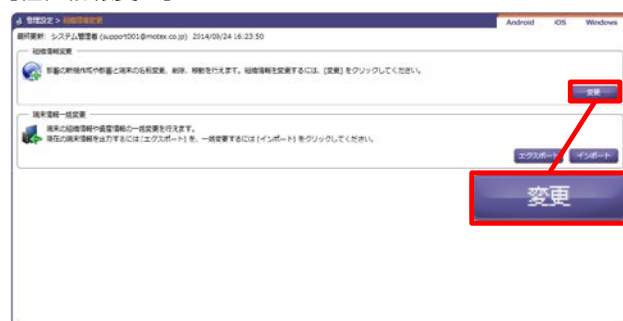 管理設定 > 組織情報変更
Android iOS Windows
最終更新: システム管理者 (support001@motex.co.jp) 2014/09/24 16:23:50
組織情報変更
部署の新規作成や部署と端末の名称変更、削除、移動を行えます。組織情報を変更するには、[変更] をクリックしてください。
変更
端末情報一括変更
端末の組織情報や資産情報の一括変更を行えます。
現在の端末情報を出力するには [エクスポート] を、一括変更するには [インポート] をクリックしてください。
エクスポート インポート
変更